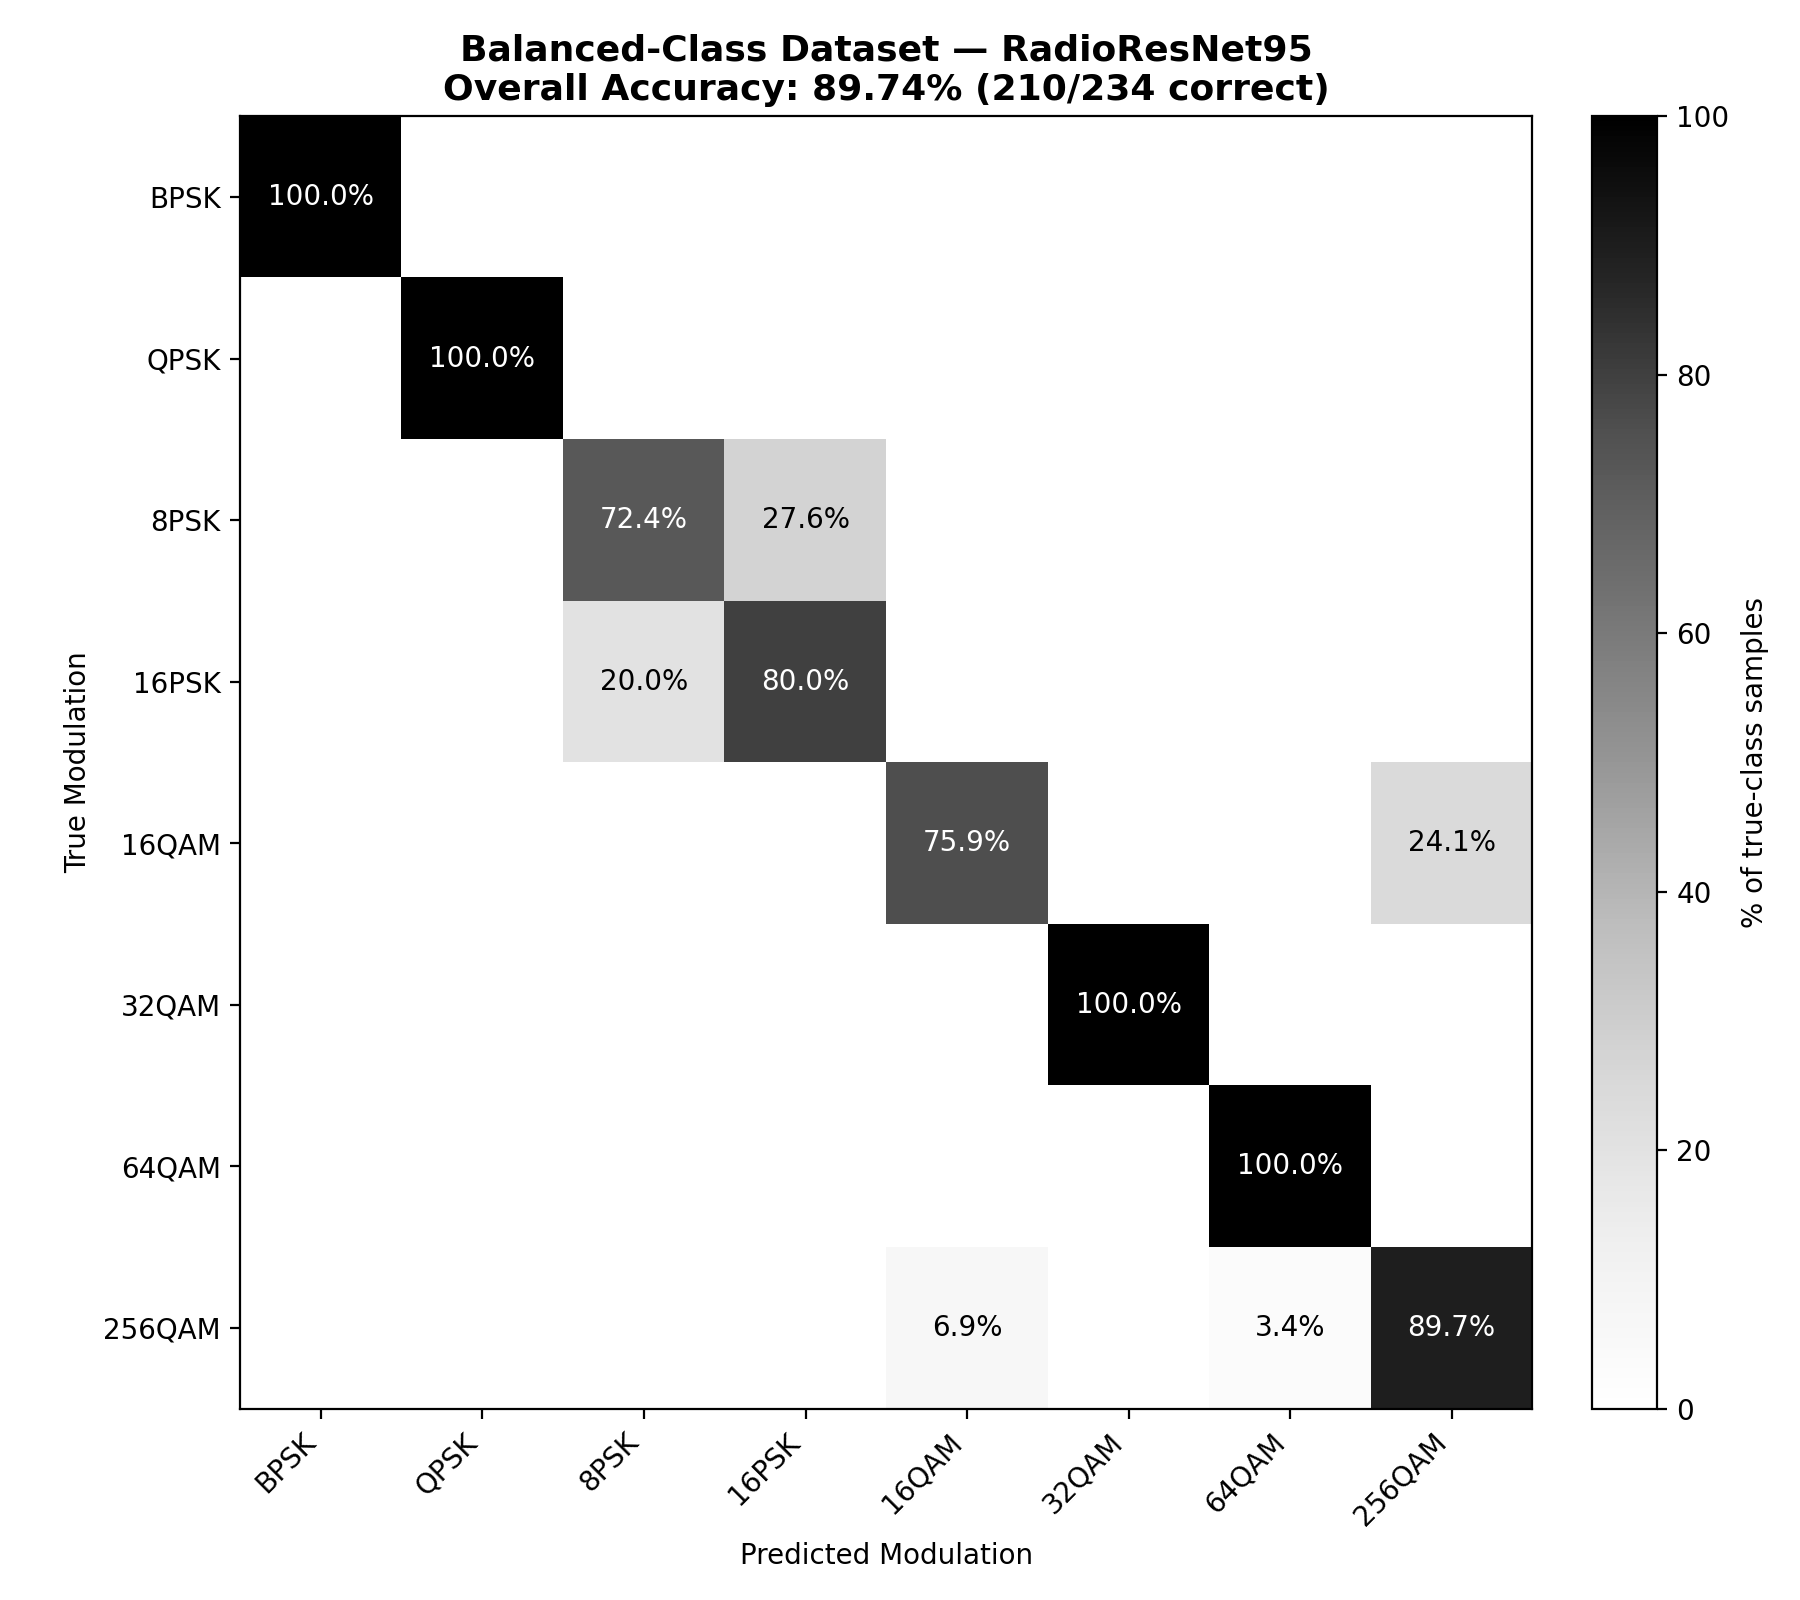 Balanced-Class Dataset — RadioResNet95
Overall Accuracy: 89.74% (210/234 correct)
True Modulation
BPSK
100.0%
QPSK
100.0%
8PSK
72.4%
27.6%
16PSK
20.0%
80.0%
16QAM
75.9%
24.1%
32QAM
100.0%
64QAM
100.0%
256QAM
6.9%
3.4%
89.7%
BPSK
QPSK
8PSK
16PSK
16QAM
32QAM
64QAM
256QAM
Predicted Modulation
100
80
60
40
20
0
% of true-class samples